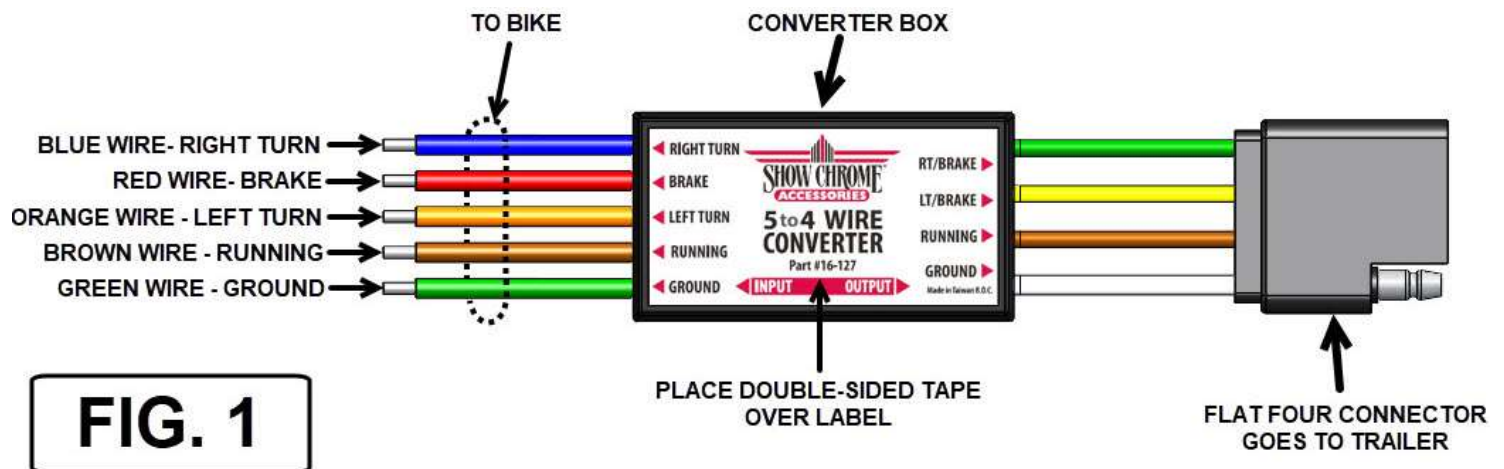 TO BIKE
CONVERTER BOX
BLUE WIRE- RIGHT TURN
RED WIRE- BRAKE
ORANGE WIRE - LEFT TURN
BROWN WIRE - RUNNING
GREEN WIRE - GROUND
RIGHT TURN
BRAKE
LEFT TURN
RUNNING
GROUND
SHOW CHROME
ACCESSORIES
5 to 4 WIRE
CONVERTER
Part #16-127
INPUT OUTPUT
RT/BRAKE
LT/BRAKE
RUNNING
GROUND
Made in Taiwan R.O.C.
PLACE DOUBLE-SIDED TAPE
OVER LABEL
FLAT FOUR CONNECTOR
GOES TO TRAILER
FIG. 1